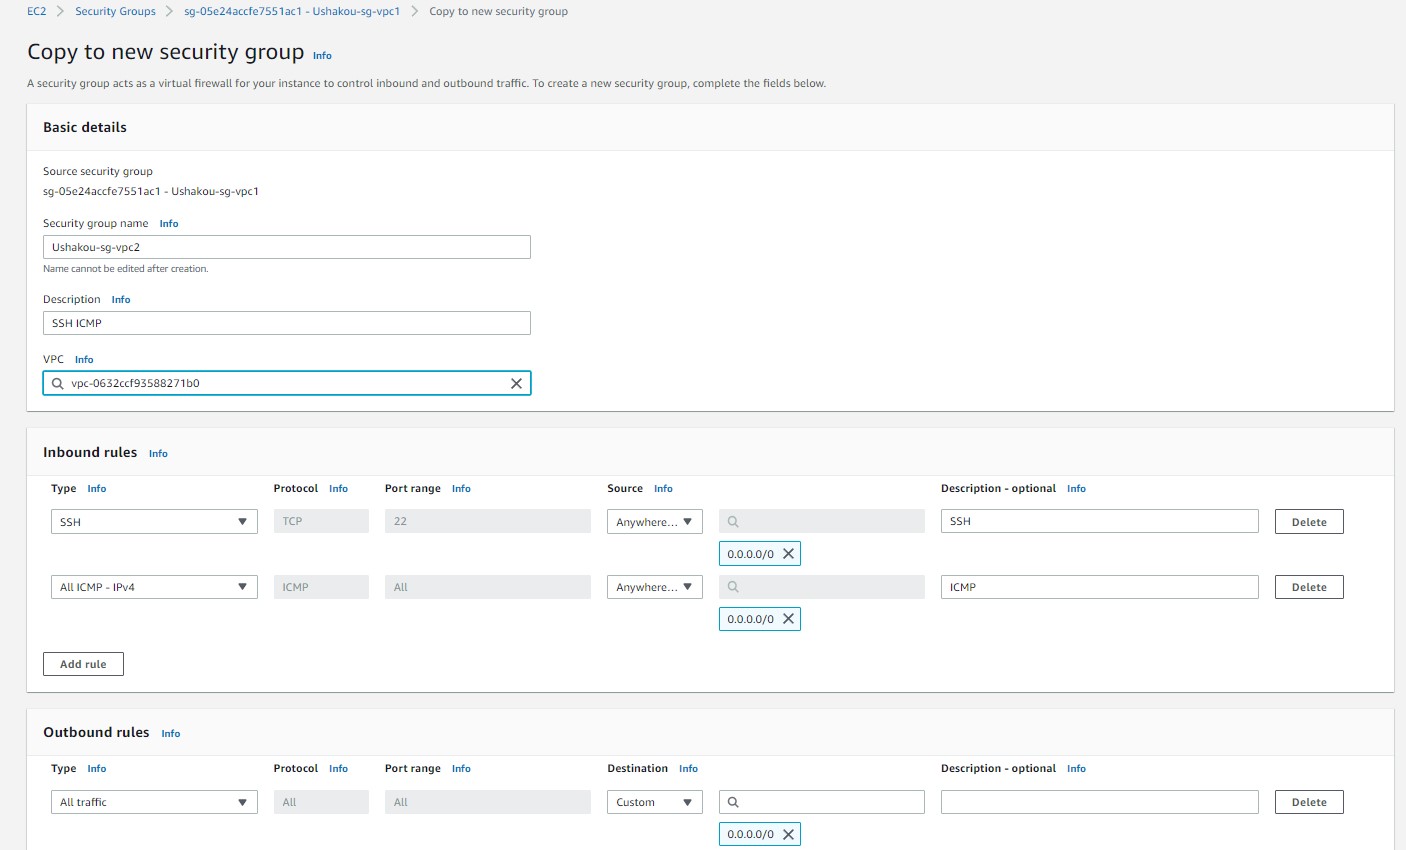 EC2 > Security Groups > sg-05e24accfe7551ac1 - Ushakou-sg-vpc1 > Copy to new security group
Copy to new security group Info
A security group acts as a virtual firewall for your instance to control inbound and outbound traffic. To create a new security group, complete the fields below.
Basic details
Source security group
sg-05e24accfe7551ac1 - Ushakou-sg-vpc1
Security group name Info
Ushakou-sg-vpc2
Name cannot be edited after creation.
Description Info
SSH ICMP
VPC Info
vpc-0632ccf93588271b0
Inbound rules Info
Type Info Protocol Info Port range Info Source Info Description - optional Info
SSH TCP 22 Anywhere... SSH Delete
0.0.0.0/0
All ICMP - IPv4 ICMP All Anywhere... ICMP Delete
0.0.0.0/0
Add rule
Outbound rules Info
Type Info Protocol Info Port range Info Destination Info Description - optional Info
All traffic All All Custom Delete
0.0.0.0/0